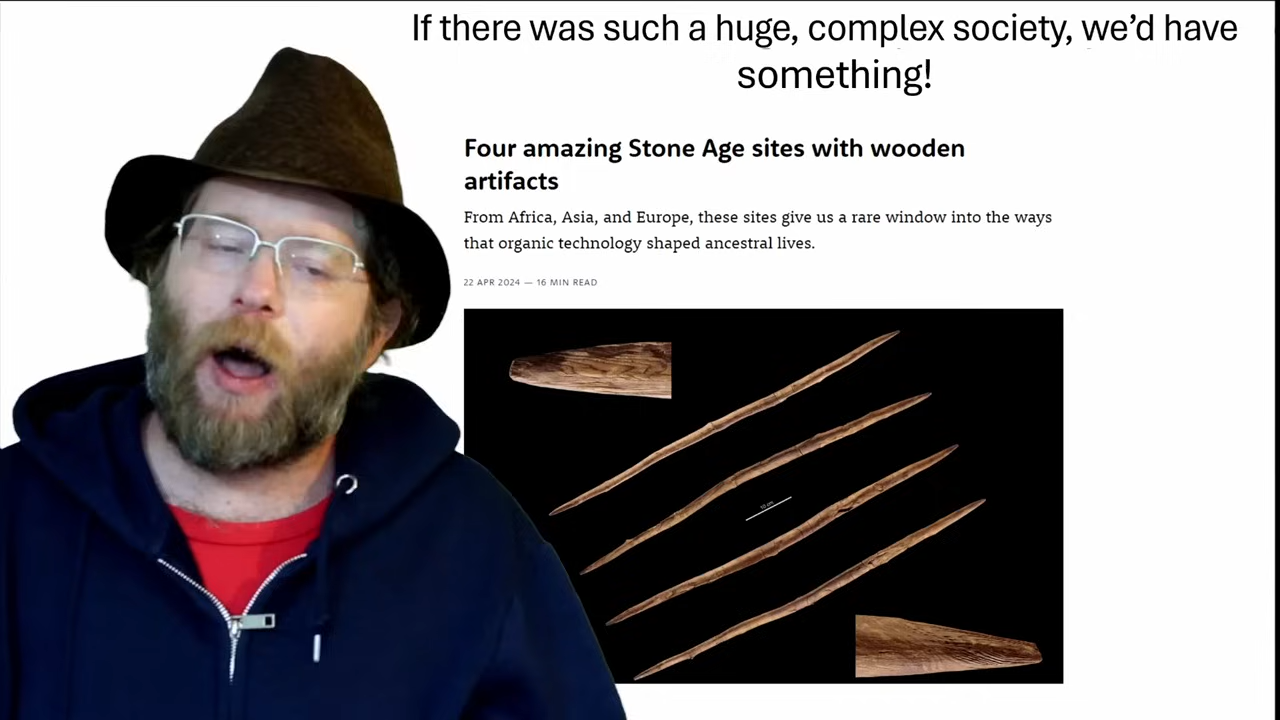 If there was such a huge, complex society, we’d have
something!
Four amazing Stone Age sites with wooden
artifacts
From Africa, Asia, and Europe, these sites give us a rare window into the ways
that organic technology shaped ancestral lives.
22 APR 2024 — 16 MIN READ